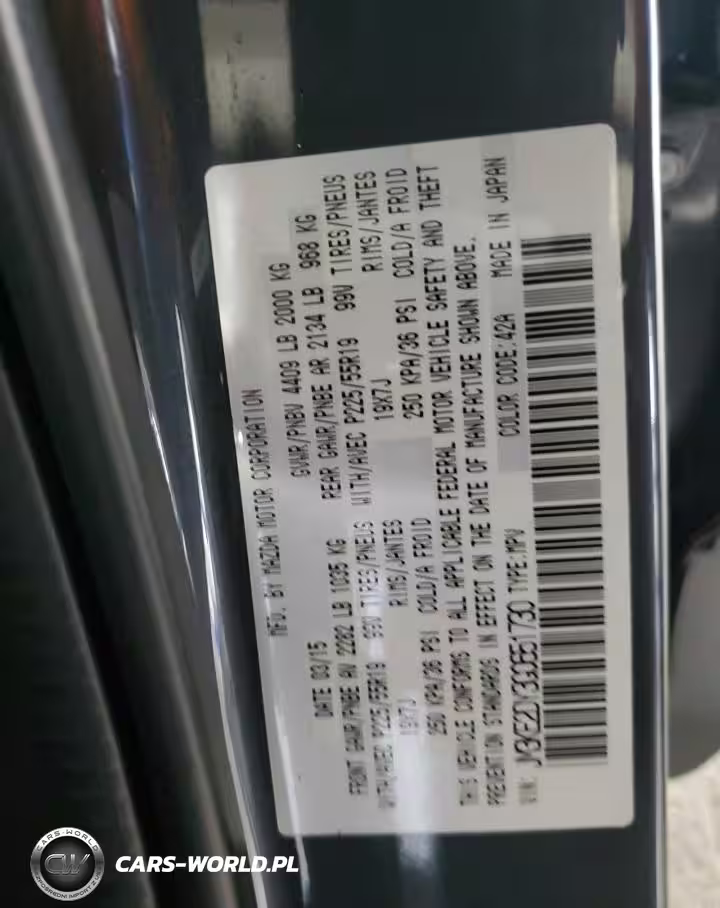 MFD. BY MAZDA MOTOR CORPORATION
DATE 03/15 GVWR/PNBV 4409 LB 2000 KG
FRONT GAWR/PNBE AV 2282 LB 1035 KG REAR GAWR/PNBE AR 2134 LB 968 KG
WITH/AVEC P225/55R19 99V TIRES/PNEUS WITH/AVEC P225/55R19 99V TIRES/PNEUS
19X7J RIMS/JANTES 19X7J RIMS/JANTES
250 KPA/36 PSI COLD/A FROID 250 KPA/36 PSI COLD/A FROID
THIS VEHICLE CONFORMS TO ALL APPLICABLE FEDERAL MOTOR VEHICLE SAFETY AND THEFT
PREVENTION STANDARDS IN EFFECT ON THE DATE OF MANUFACTURE SHOWN ABOVE.
VIN: TYPE:MPV COLOR CODE:42A MADE IN JAPAN
CARS-WORLD
CW
CARS-WORLD.PL